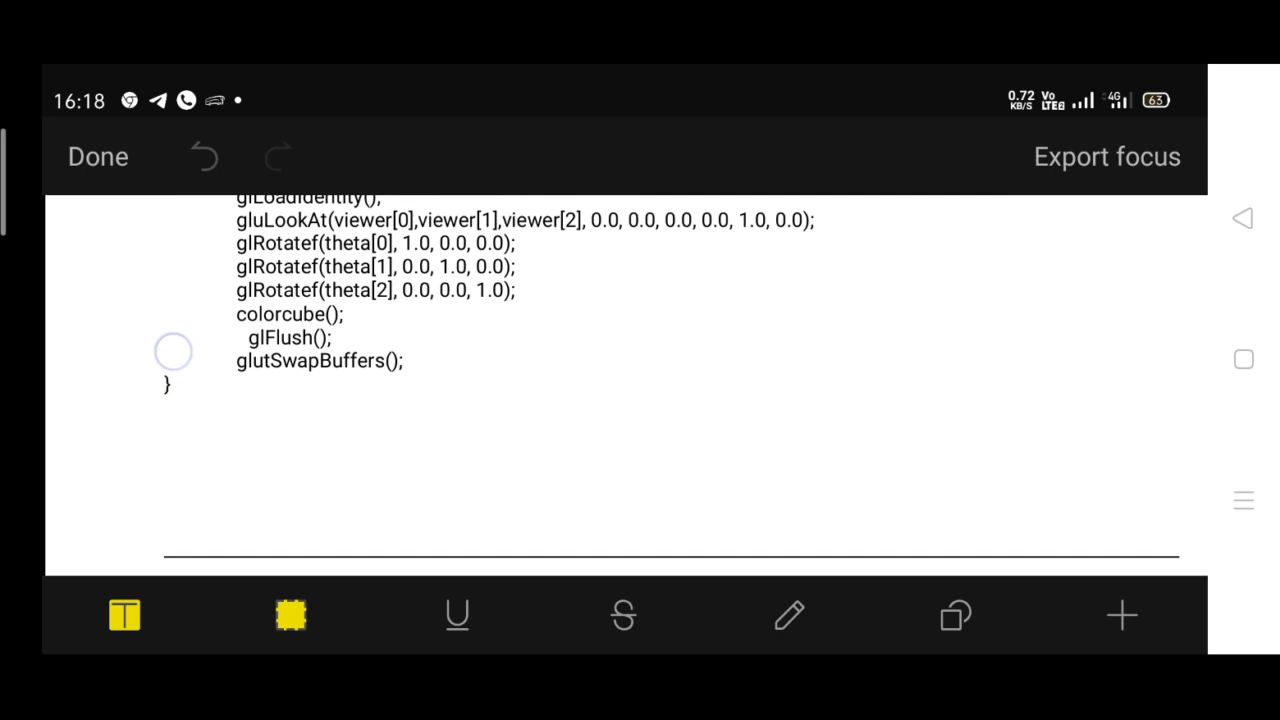 16:18
0.72 KB/S Vo LTE2 4G 63
Done
Export focus
glLoadIdentity();
gluLookAt(viewer[0],viewer[1],viewer[2], 0.0, 0.0, 0.0, 0.0, 1.0, 0.0);
glRotatef(theta[0], 1.0, 0.0, 0.0);
glRotatef(theta[1], 0.0, 1.0, 0.0);
glRotatef(theta[2], 0.0, 0.0, 1.0);
colorcube();
glFlush();
glutSwapBuffers();
}
T
U
S